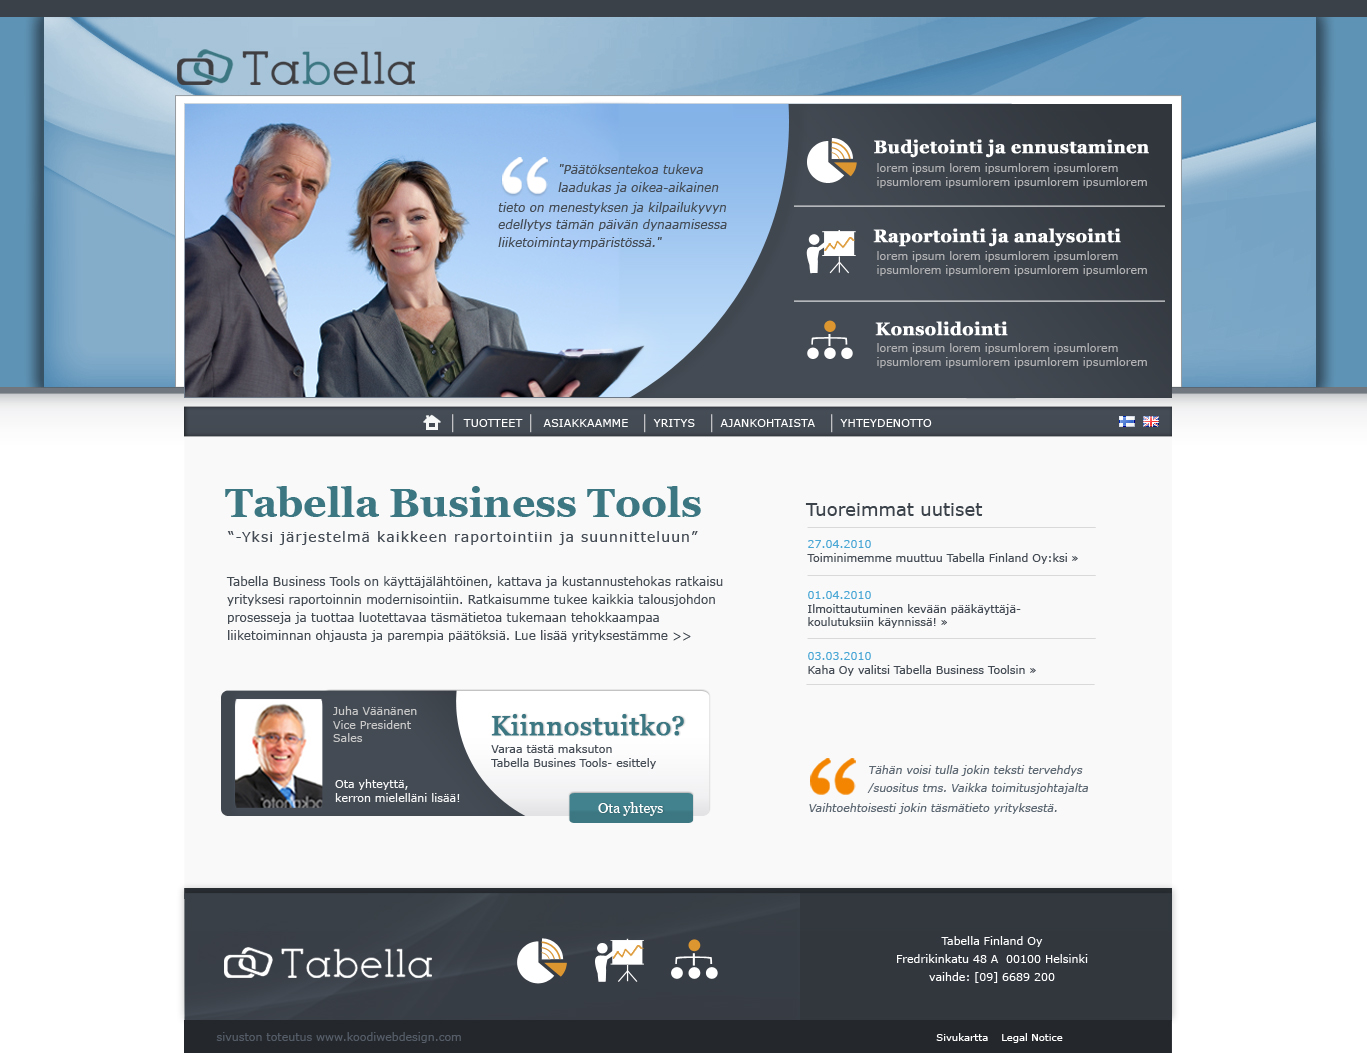 Tabella
"Päätöksentekoa tukeva
laadukas ja oikea-aikainen
tieto on menestyksen ja kilpailukyvyn
edellytys tämän päivän dynaamisessa
liiketoimintaympäristössä."
Budjetointi ja ennustaminen
lorem ipsum lorem ipsumlorem ipsumlorem
ipsumlorem ipsumlorem ipsumlorem ipsumlorem
Raportointi ja analysointi
lorem ipsum lorem ipsumlorem ipsumlorem
ipsumlorem ipsumlorem ipsumlorem ipsumlorem
Konsolidointi
lorem ipsum lorem ipsumlorem ipsumlorem
ipsumlorem ipsumlorem ipsumlorem ipsumlorem
TUOTTEET ASIAKKAAMME YRITYS AJANKOHTAISTA YHTEYDENOTTO
Tabella Business Tools
“-Yksi järjestelmä kaikkeen raportointiin ja suunnitteluun”
Tabella Business Tools on käyttäjälähtöinen, kattava ja kustannustehokas ratkaisu
yrityksesi raportoinnin modernisointiin. Ratkaisumme tukee kaikkia talousjohdon
prosesseja ja tuottaa luotettavaa täsmätietoa tukemaan tehokkaampaa
liiketoiminnan ohjausta ja parempia päätöksiä. Lue lisää yrityksestämme >>
Juha Väänänen
Vice President
Sales
Ota yhteyttä,
kerron mielelläni lisää!
Kiinnostuitko?
Varaa tästä maksuton
Tabella Busines Tools- esittely
Ota yhteys
Tuoreimmat uutiset
27.04.2010
Toiminimemme muuttuu Tabella Finland Oy:ksi »
01.04.2010
Ilmoittautuminen kevään pääkäyttäjä-
koulutuksiin käynnissä! »
03.03.2010
Kaha Oy valitsi Tabella Business Toolsin »
Tähän voisi tulla jokin teksti tervehdys
/suositus tms. Vaikka toimitusjohtajalta
Vaihtoehtoisesti jokin täsmätieto yrityksestä.
Tabella
Tabella Finland Oy
Fredrikinkatu 48 A 00100 Helsinki
vaihde: [09] 6689 200
sivuston toteutus www.koodiwebdesign.com
Sivukartta Legal Notice